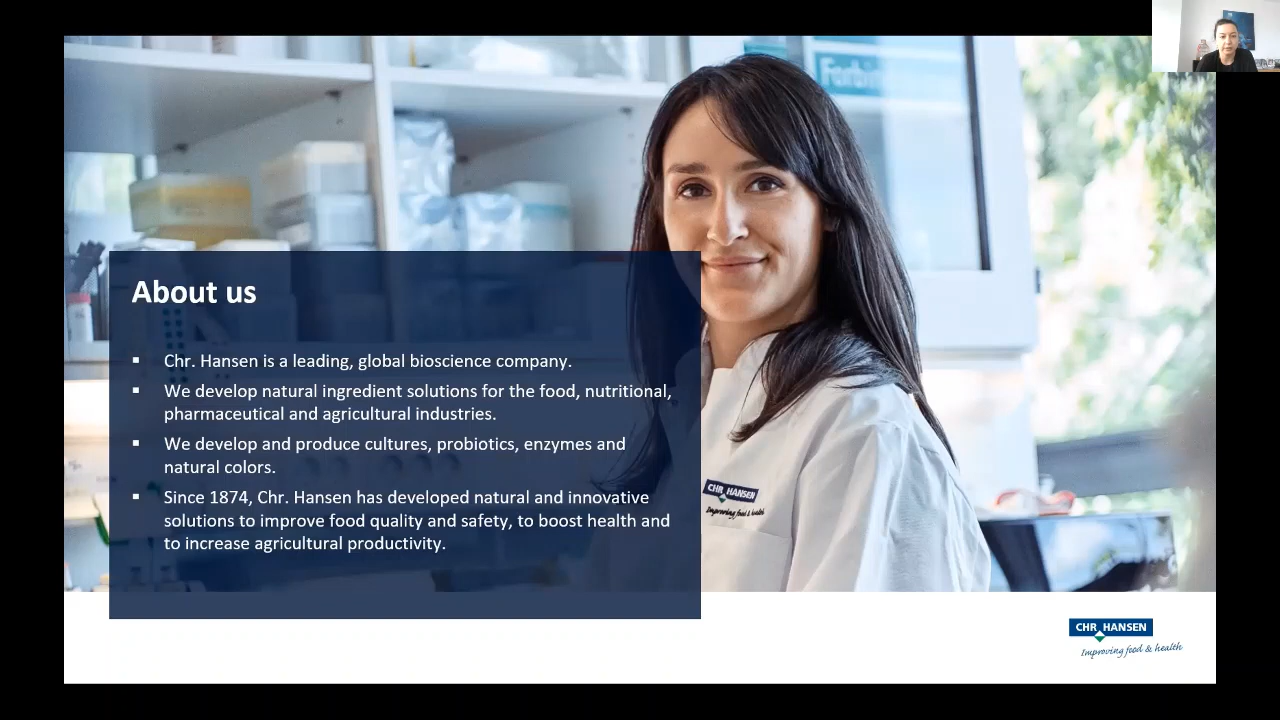 Forbin
About us
▪ Chr. Hansen is a leading, global bioscience company.
▪ We develop natural ingredient solutions for the food, nutritional,
pharmaceutical and agricultural industries.
▪ We develop and produce cultures, probiotics, enzymes and
natural colors.
▪ Since 1874, Chr. Hansen has developed natural and innovative
solutions to improve food quality and safety, to boost health and
to increase agricultural productivity.
CHR HANSEN
Improving food & health
CHR HANSEN
Improving food & health